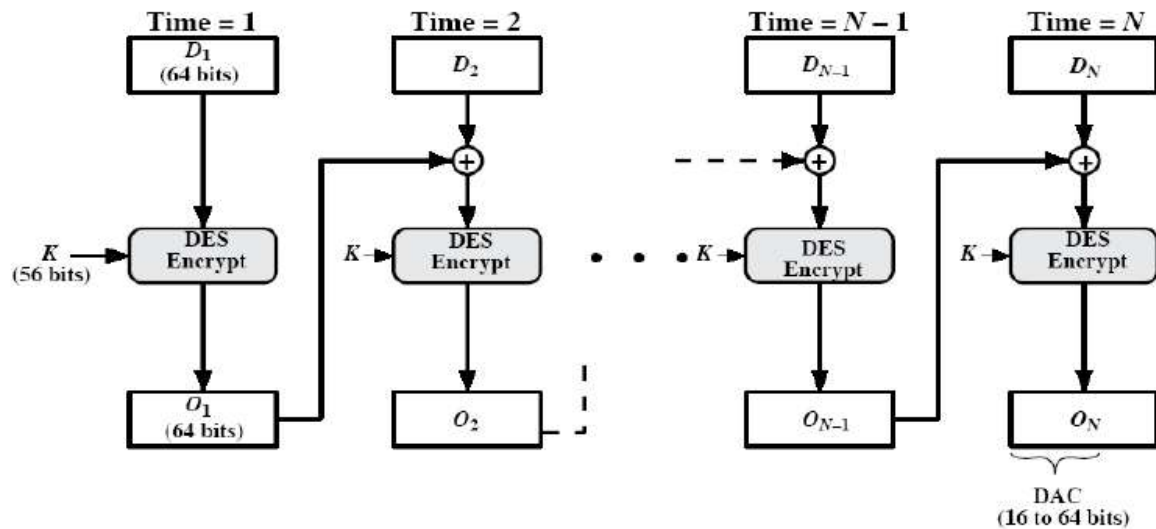 Time = 1
Time = 2
Time = N – 1
Time = N
D1
(64 bits)
D2
DN–1
DN
+
+
+
K
(56 bits)
DES
Encrypt
K
DES
Encrypt
• • •
K
DES
Encrypt
K
DES
Encrypt
O1
(64 bits)
O2
ON–1
ON
DAC
(16 to 64 bits)